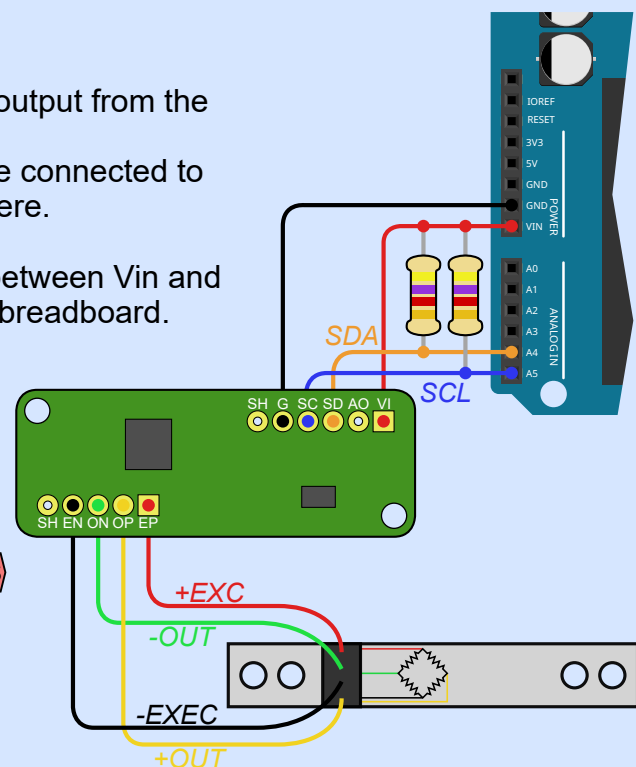 output from the
e connected to
ere.
between Vin and
breadboard.
IOREF
RESET
3V3
5V
GND
GND
VIN
POWER
A0
A1
A2
A3
A4
A5
ANALOG IN
SDA
SCL
SH G SC SD AO VI
SH EN ON OP EP
+EXC
-OUT
-EXEC
+OUT